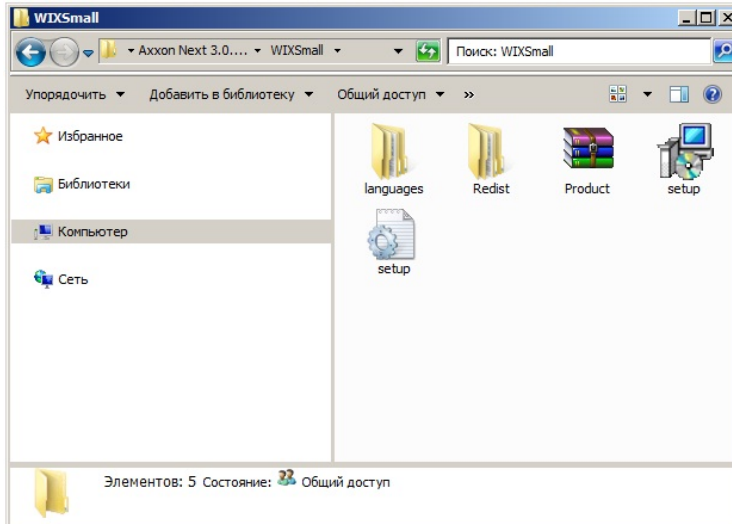 WIXSmall
Axxon Next 3.0.... WIXSmall Поиск: WIXSmall
Упорядочить Добавить в библиотеку Общий доступ »
Избранное
Библиотеки
Компьютер
Сеть
languages Redist Product setup
setup
Элементов: 5 Состояние: Общий доступ